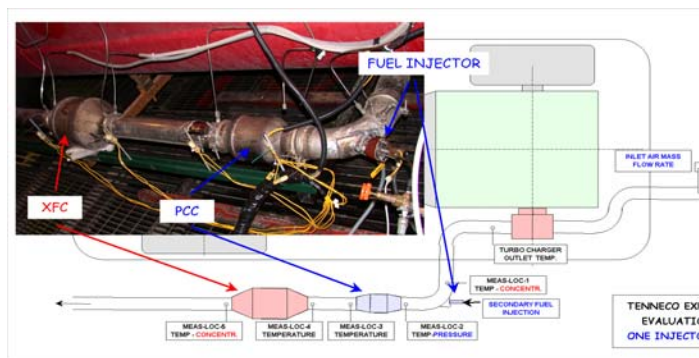 FUEL INJECTOR
XFC
PCC
INLET AIR MASS
FLOW RATE
TURBO CHARGER
OUTLET TEMP.
MEAS-LOC-1
TEMP - CONCENTR.
SECONDARY FUEL
INJECTION
MEAS-LOC-5
TEMP - CONCENTR.
MEAS-LOC-4
TEMPERATURE
MEAS-LOC-3
TEMPERATURE
MEAS-LOC-2
TEMP-PRESSURE
TENNECO EX
EVALUATI
ONE INJECTO